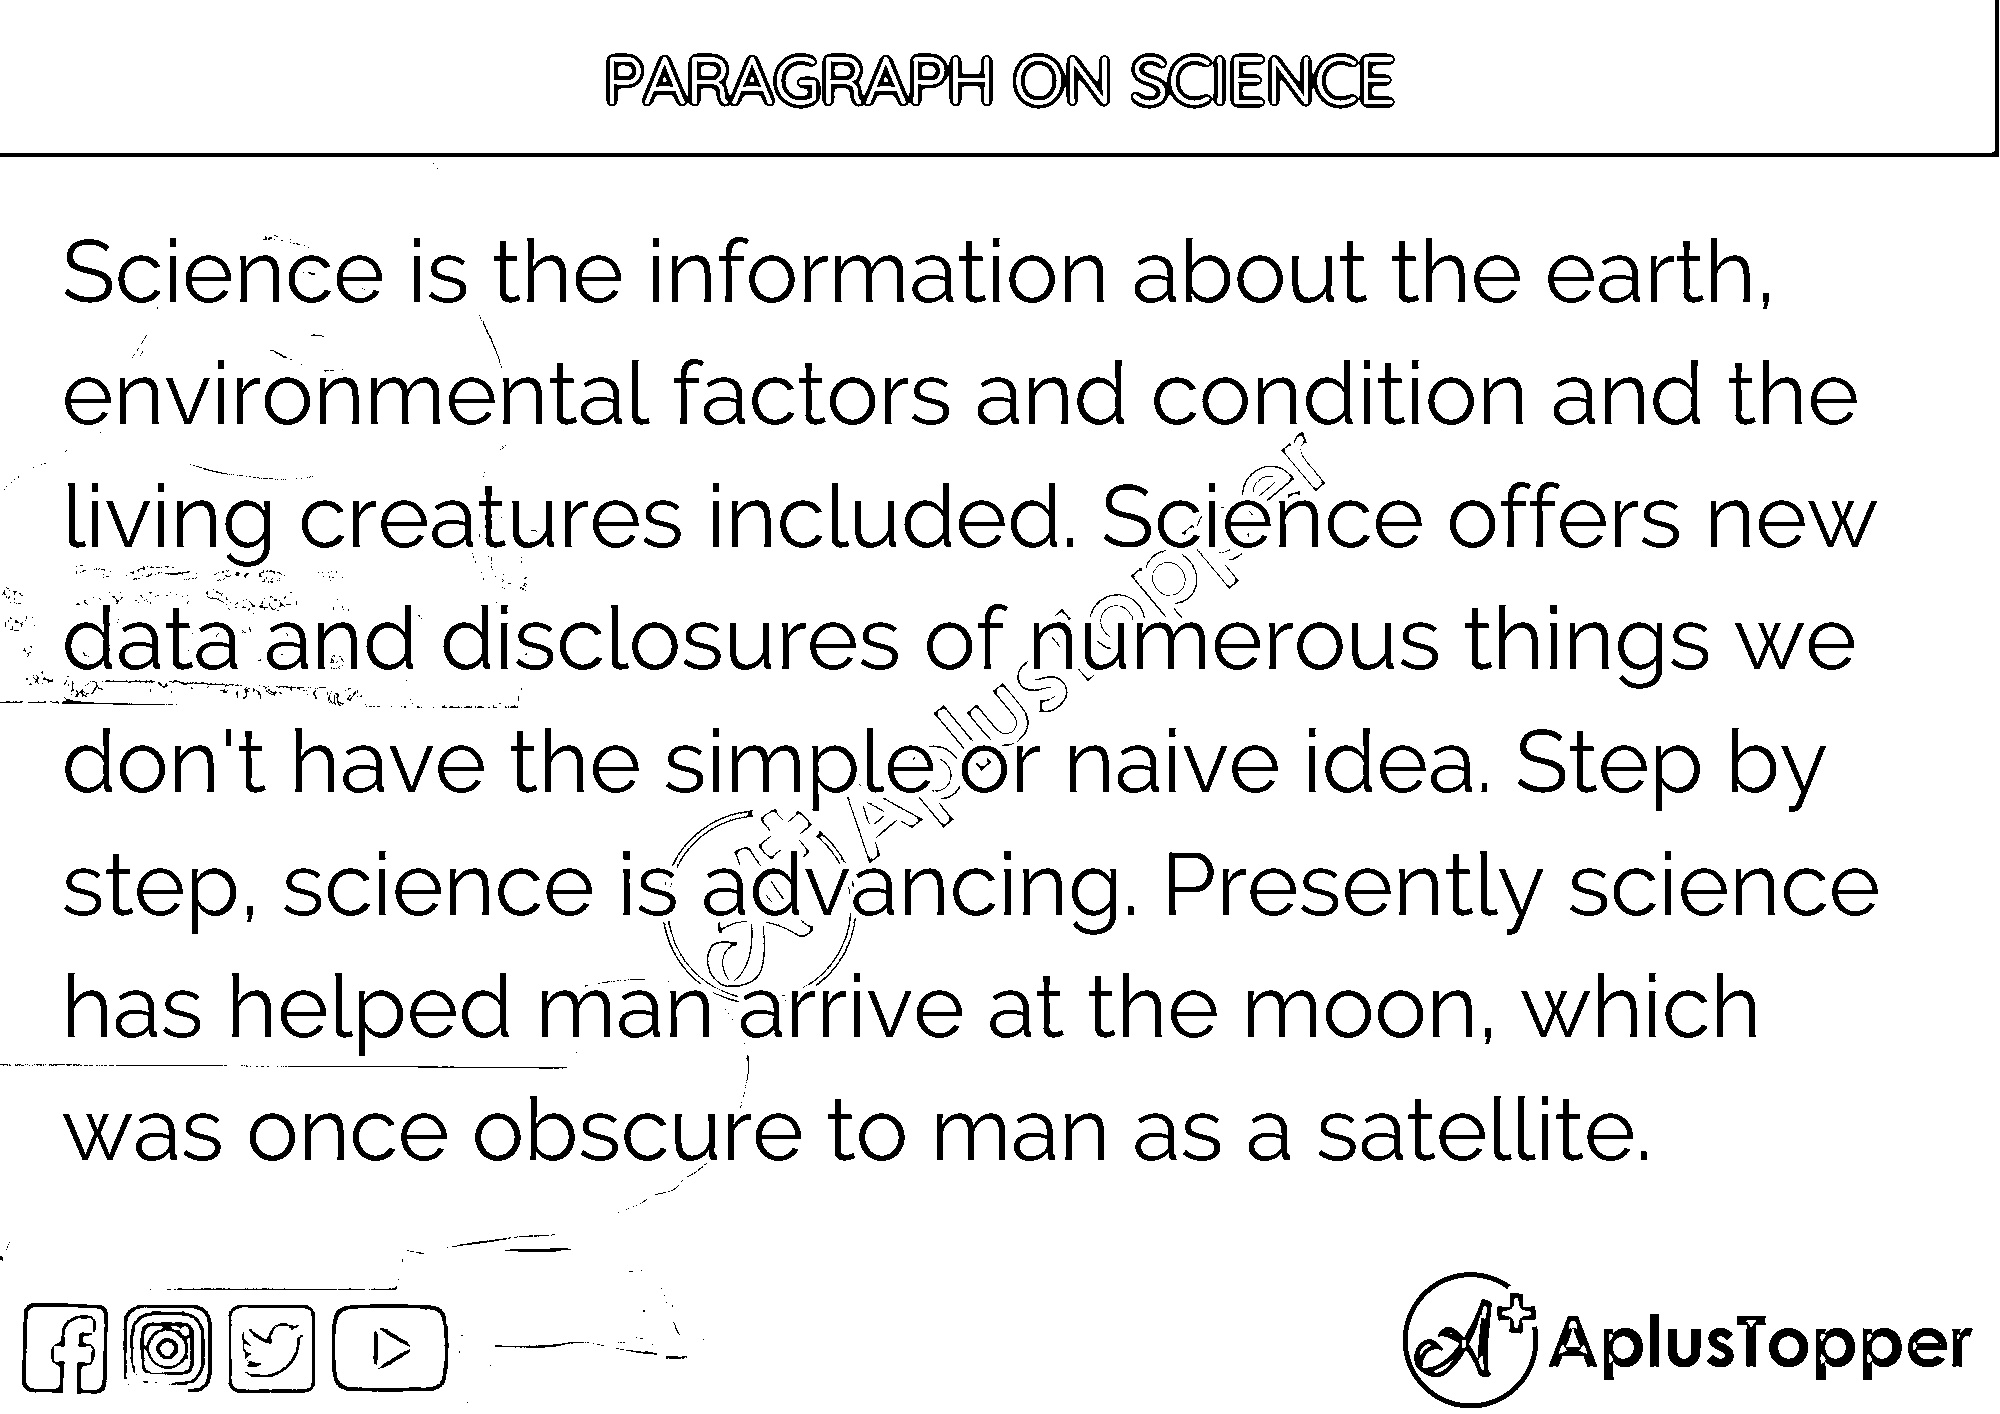 PARAGRAPH ON SCIENCE
Science is the information about the earth,
environmental factors and condition and the
living creatures included. Science offers new
data and disclosures of numerous things we
don't have the simple or naive idea. Step by
step, science is advancing. Presently science
has helped man arrive at the moon, which
was once obscure to man as a satellite.
AplusTopper
A+ AplusTopper